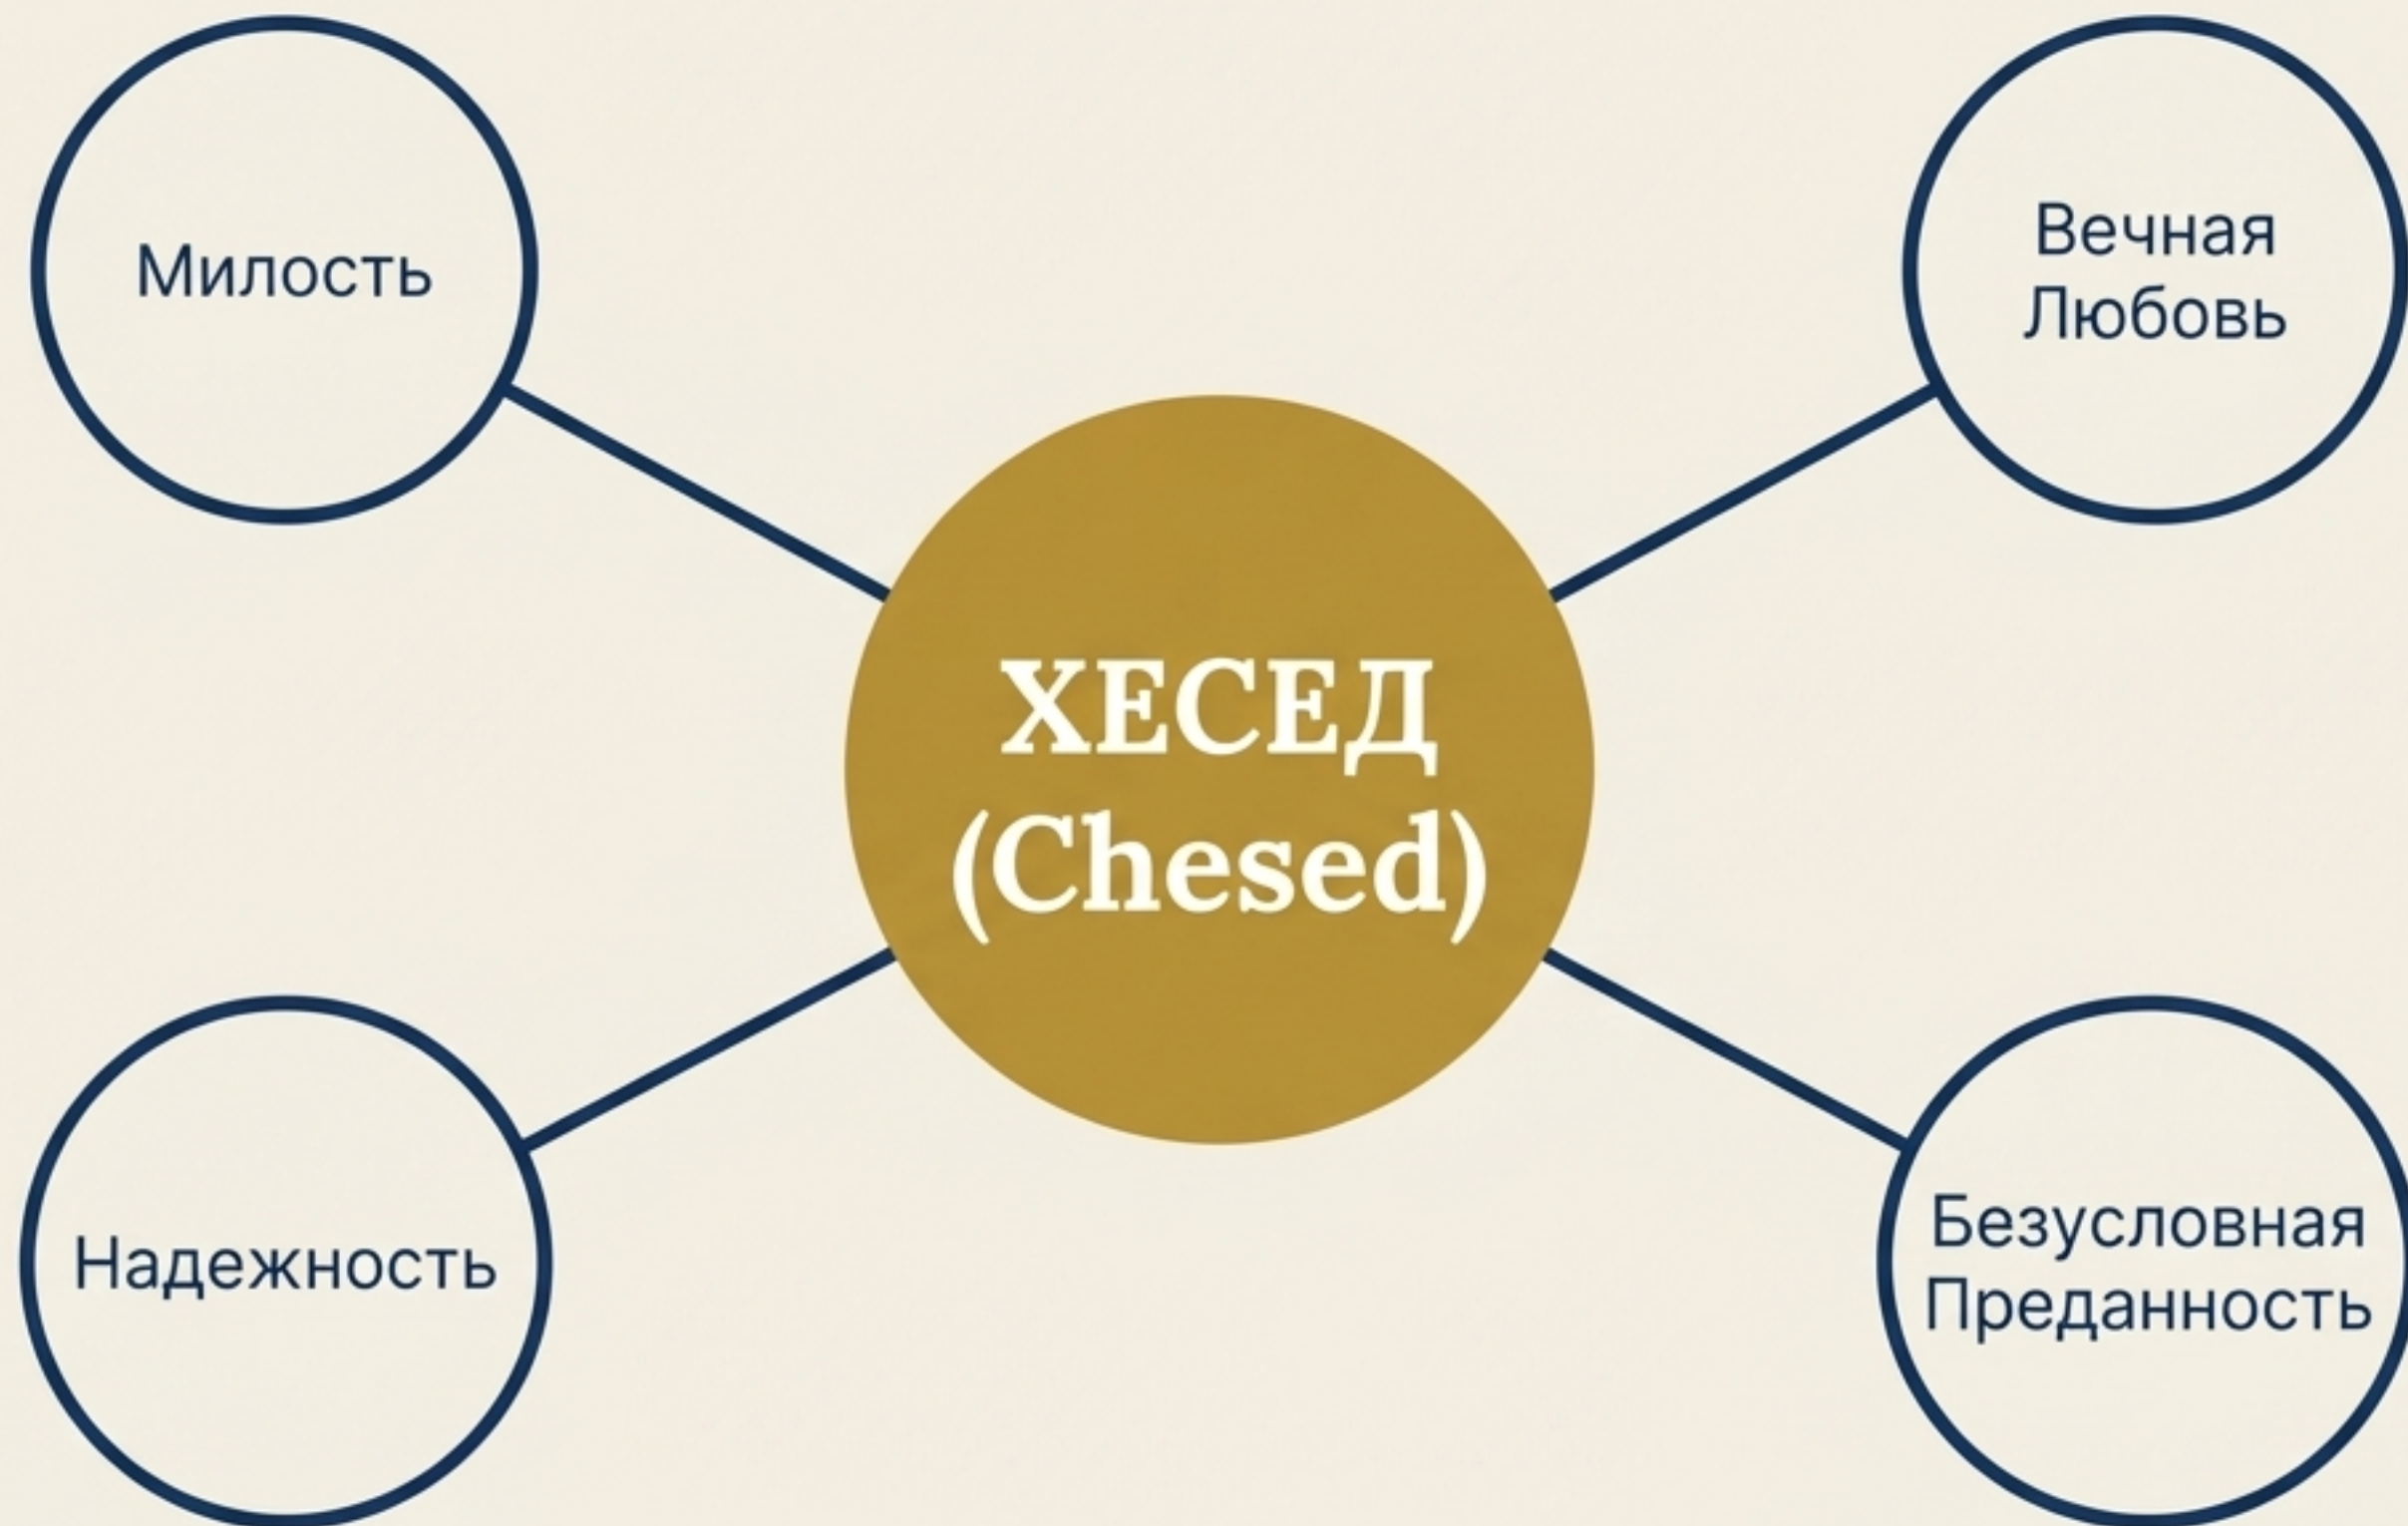 Милость
Вечная
Любовь
ХЕСЕД
(Chesed)
Надежность
Безусловная
Преданность